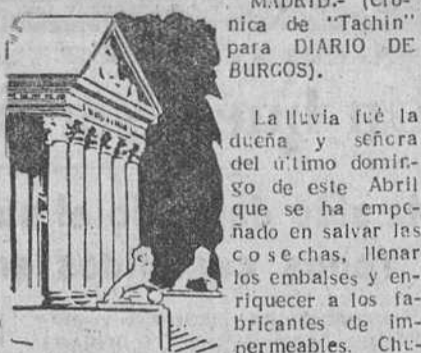 MADRID.- (Cró-
nica de "Tachin"
para DIARIO DE
BURGOS).
La lluvia fué la
dueña y señora
del último domin-
go de este Abril
que se ha empe-
ñado en salvar las
cosechas, llenar
los embalses y en-
riquecer a los fa-
bricantes de im-
permeables. Chu-